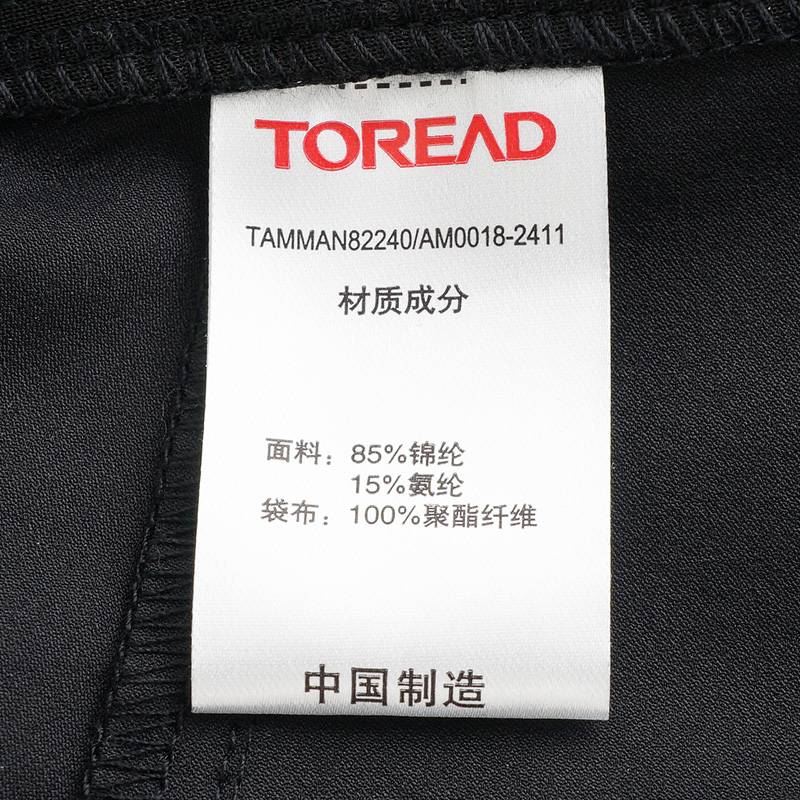 TOREAD
TAMMAN82240/AM0018-2411
材质成分
面料：85%锦纶
15%氨纶
袋布：100%聚酯纤维
中国制造